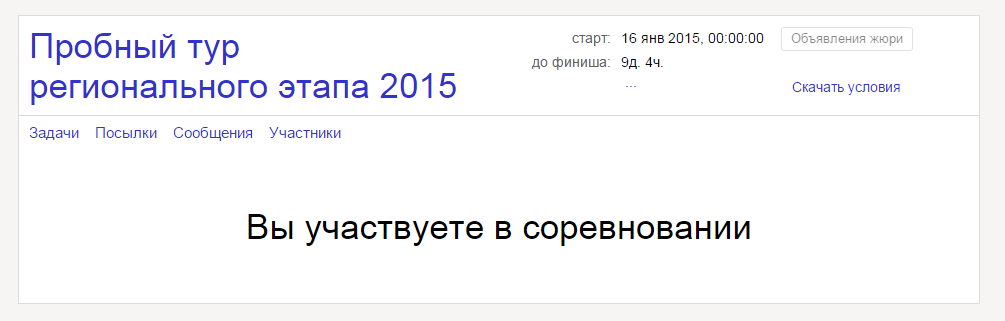 Пробный тур
регионального этапа 2015
старт: 16 янв 2015, 00:00:00
до финиша: 9д. 4ч.
...
Объявления жюри
Скачать условия
Задачи Посылки Сообщения Участники
Вы участвуете в соревновании